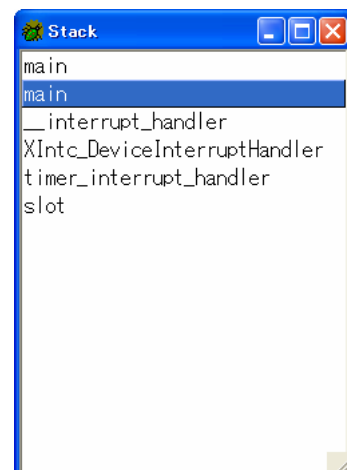 Stack
main
main
__interrupt_handler
XIntc_DeviceInterruptHandler
timer_interrupt_handler
slot